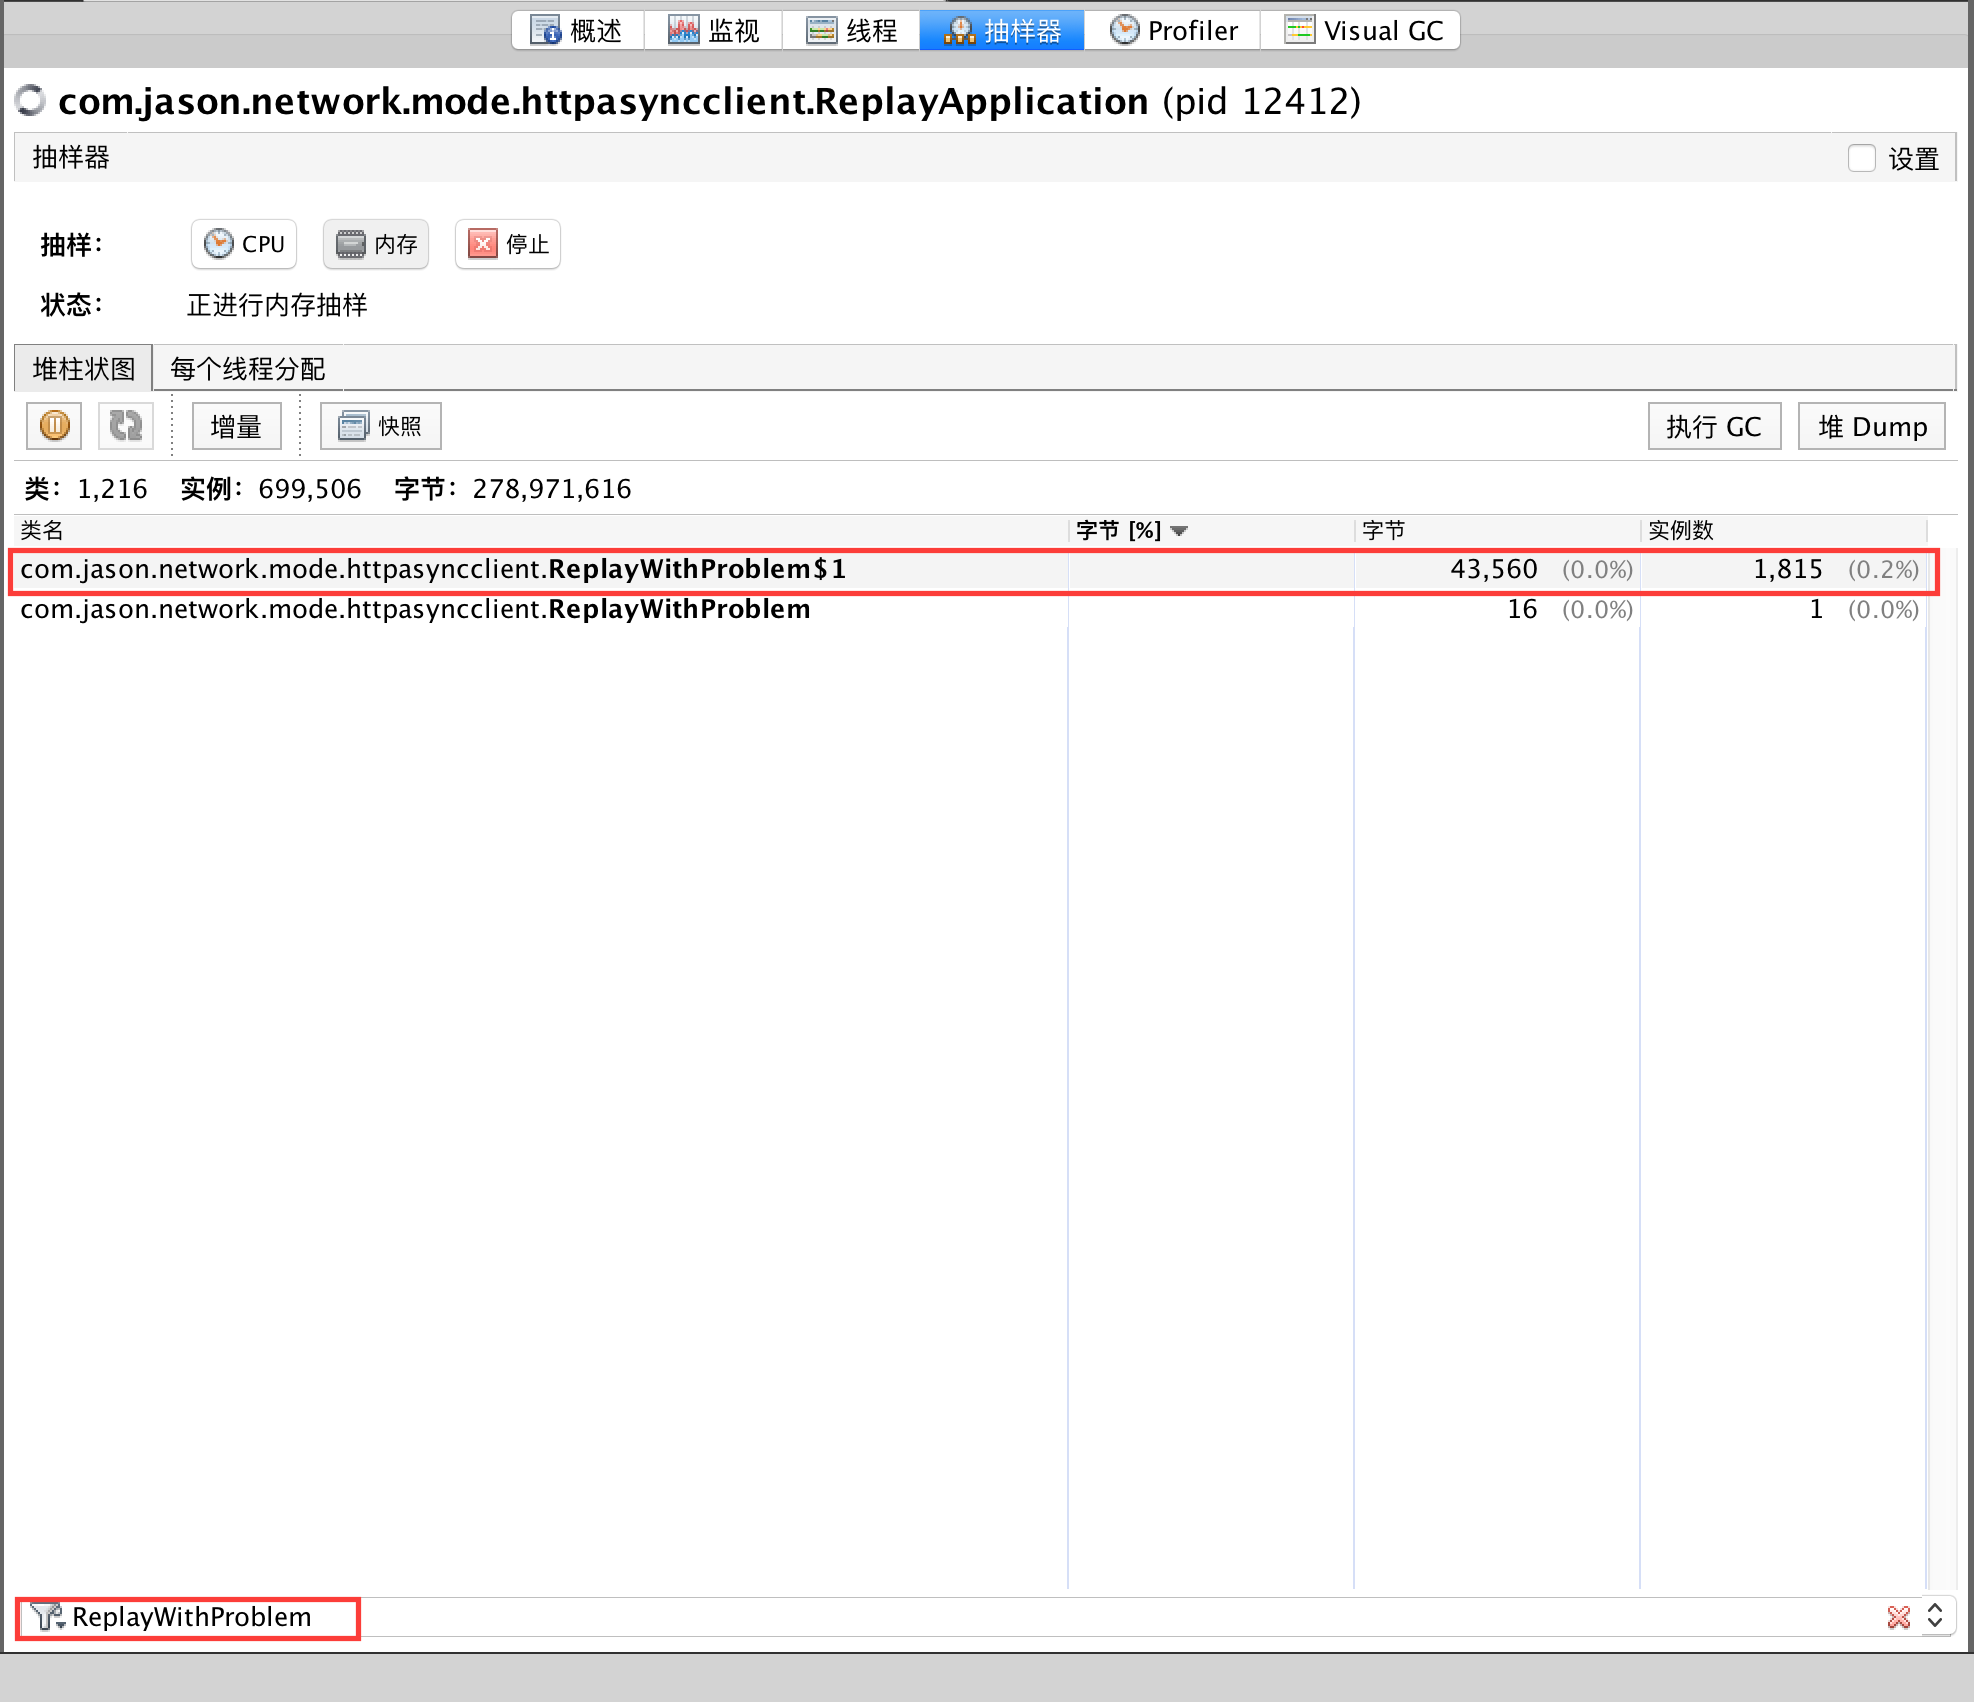 概述 监视 线程 抽样器 Profiler Visual GC
com.jason.network.mode.httpasyncclient.ReplayApplication (pid 12412)
抽样器 设置
抽样： CPU 内存 停止
状态： 正进行内存抽样
堆柱状图 每个线程分配
增量 快照 执行 GC 堆 Dump
类： 1,216 实例： 699,506 字节： 278,971,616
类名 字节 [%] 字节 实例数
com.jason.network.mode.httpasyncclient.ReplayWithProblem$1 43,560 (0.0%) 1,815 (0.2%)
com.jason.network.mode.httpasyncclient.ReplayWithProblem 16 (0.0%) 1 (0.0%)
ReplayWithProblem